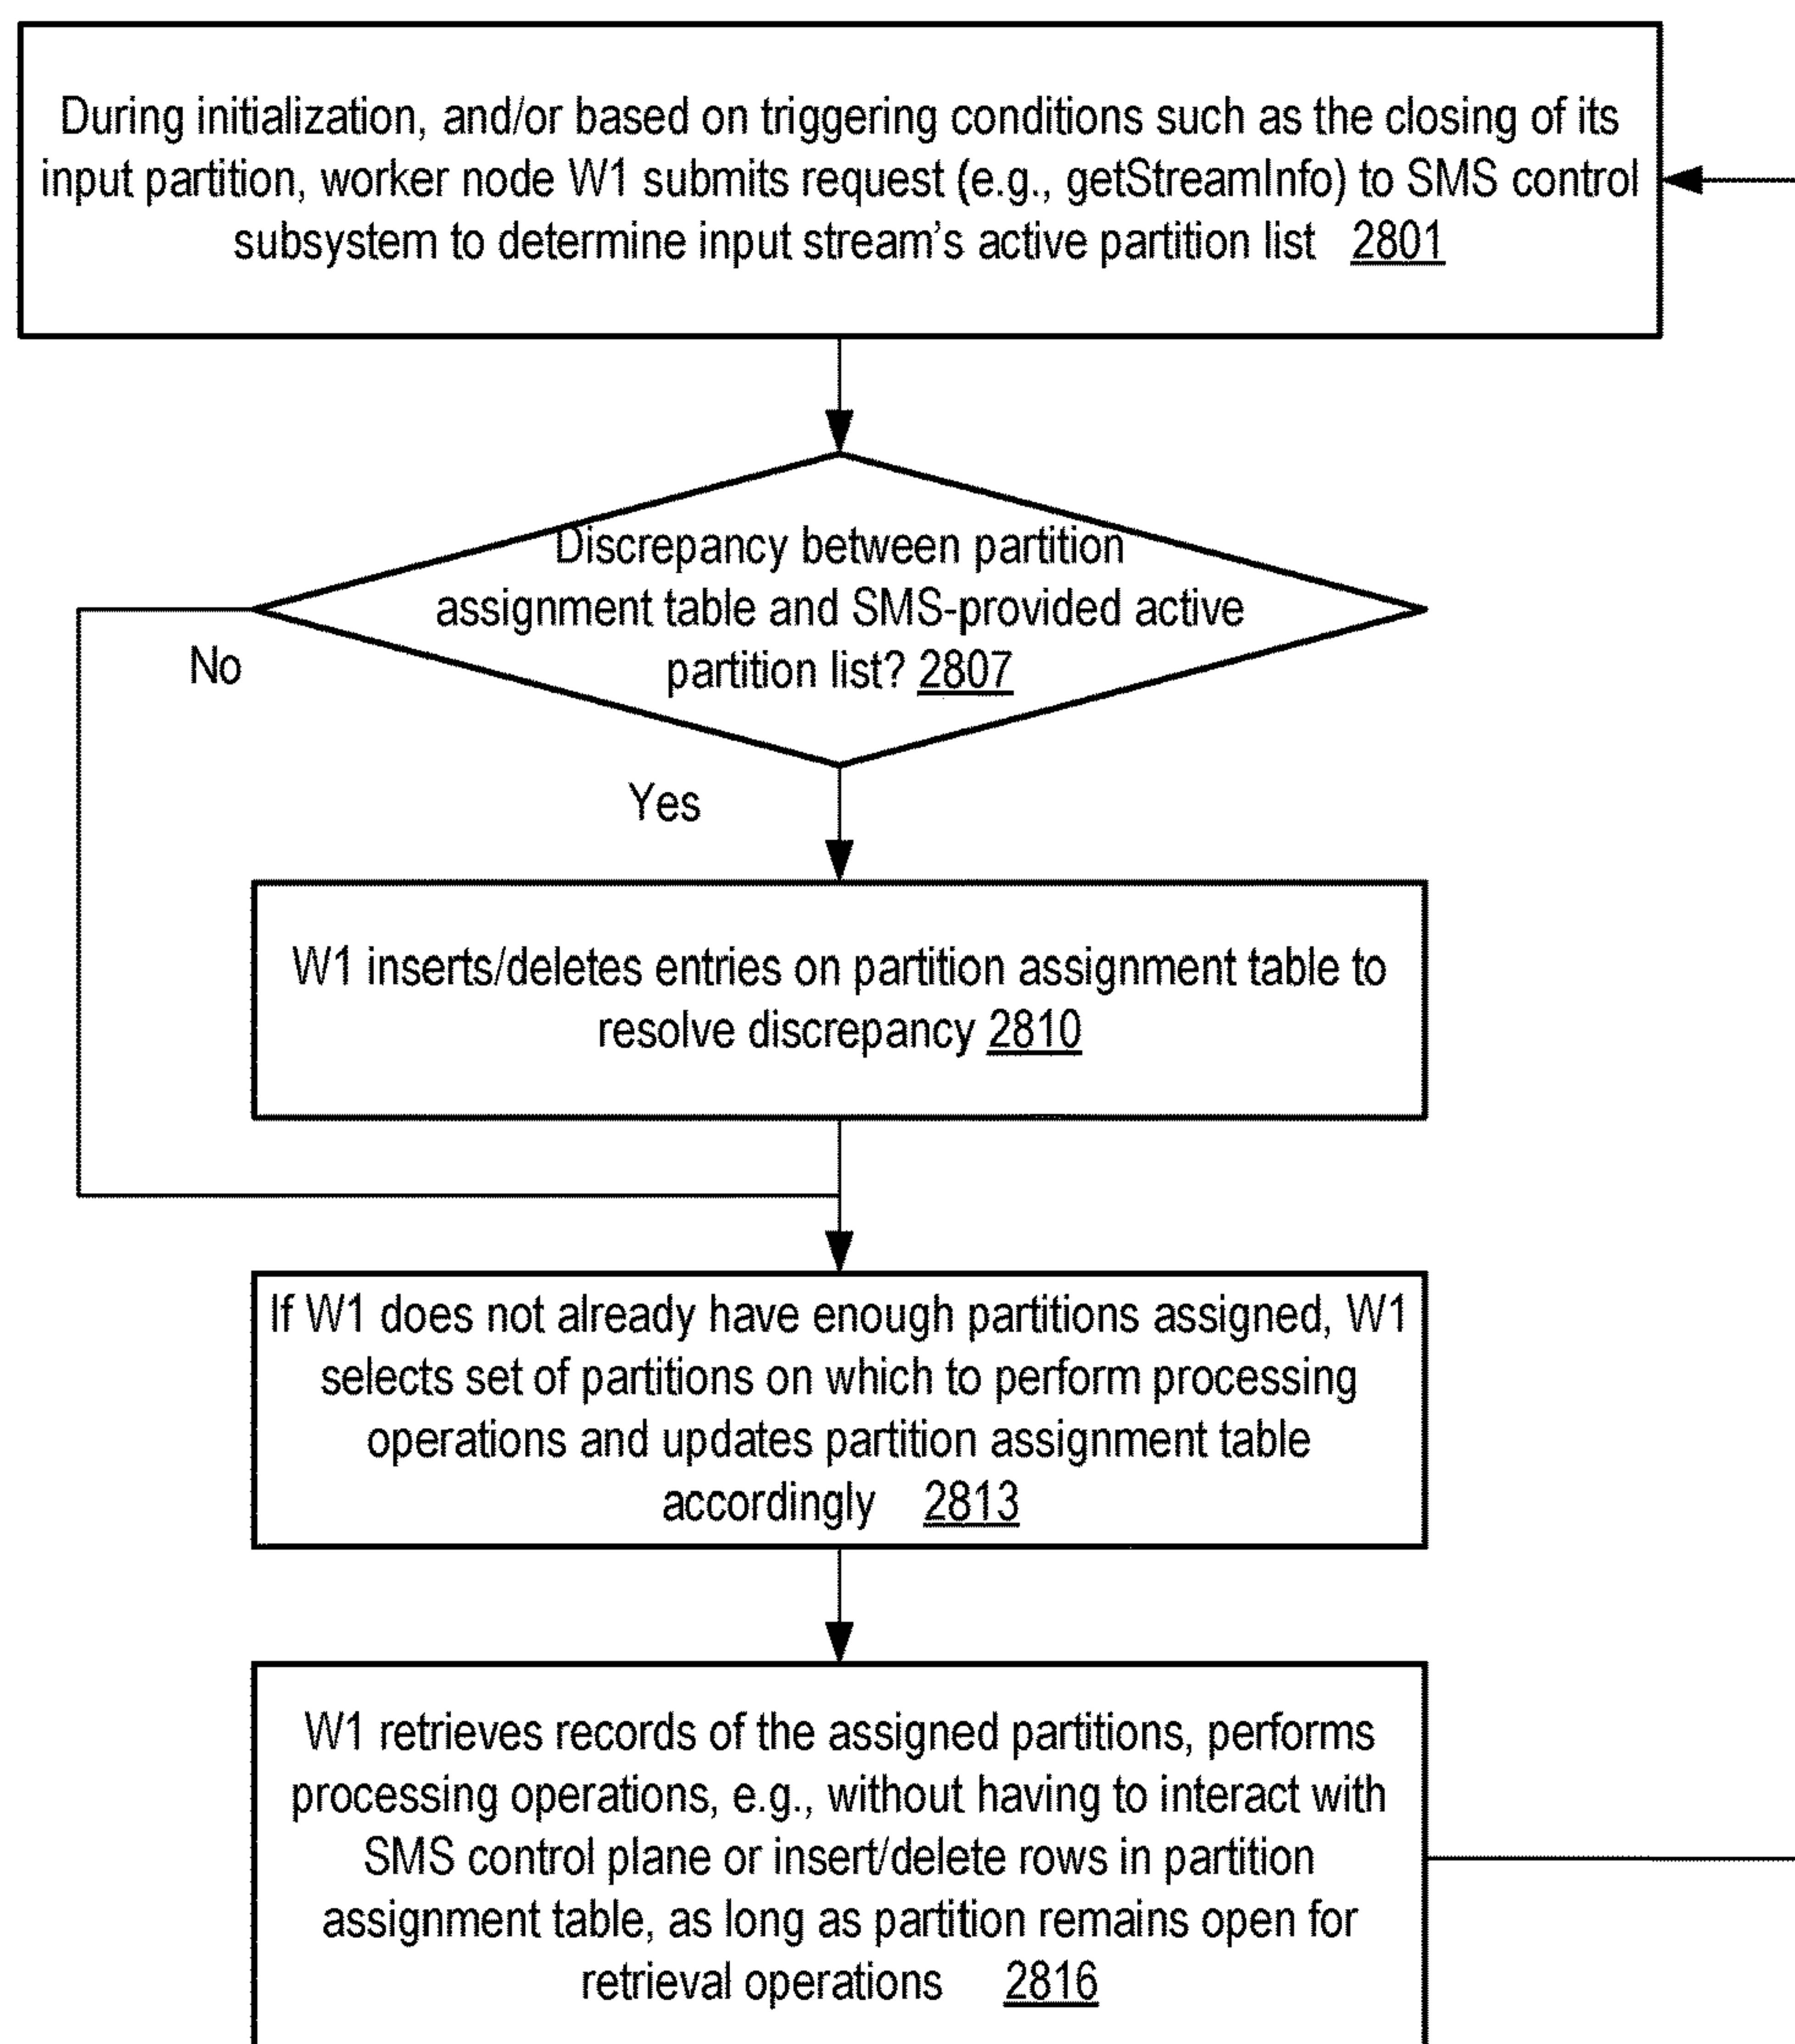 During initialization, and/or based on triggering conditions such as the closing of its
input partition, worker node W1 submits request (e.g., getStreamInfo) to SMS control
subsystem to determine input stream's active partition list 2801
Discrepancy between partition
assignment table and SMS-provided active
partition list? 2807
No
Yes
W1 inserts/deletes entries on partition assignment table to
resolve discrepancy 2810
If W1 does not already have enough partitions assigned, W1
selects set of partitions on which to perform processing
operations and updates partition assignment table
accordingly 2813
W1 retrieves records of the assigned partitions, performs
processing operations, e.g., without having to interact with
SMS control plane or insert/delete rows in partition
assignment table, as long as partition remains open for
retrieval operations 2816